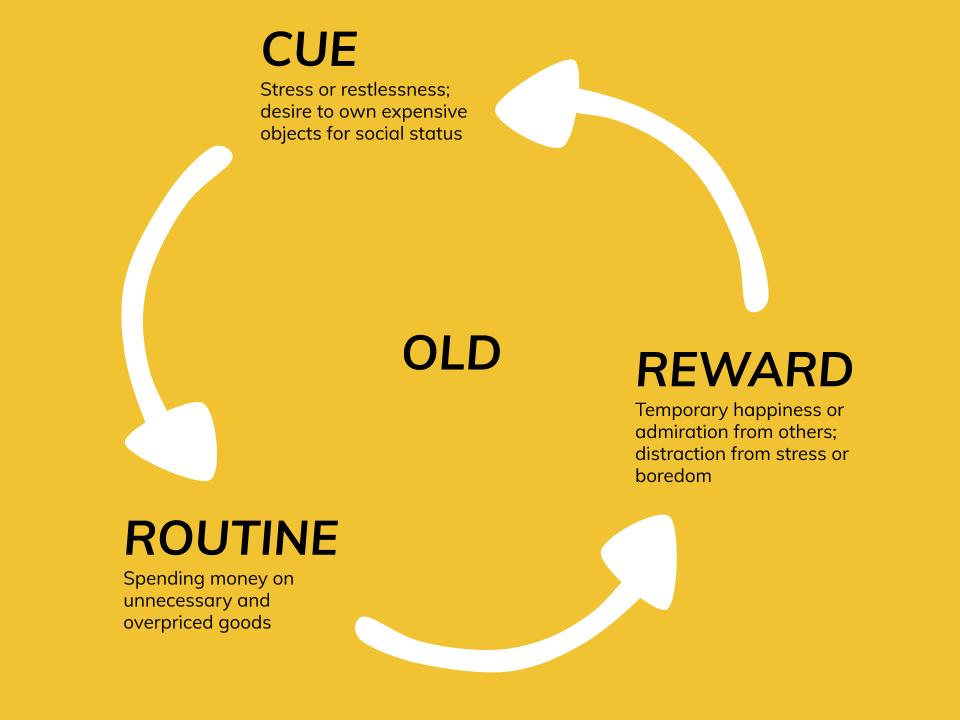 CUE
Stress or restlessness;
desire to own expensive
objects for social status
OLD
REWARD
Temporary happiness or
admiration from others;
distraction from stress or
boredom
ROUTINE
Spending money on
unnecessary and
overpriced goods